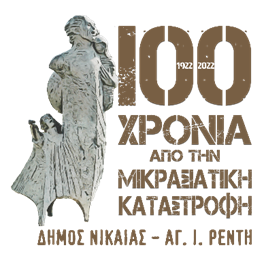 100
1922 2022
ΧΡΟΝΙΑ
ΑΠΟ ΤΗΝ
ΜΙΚΡΑΣΙΑΤΙΚΗ
ΚΑΤΑΣΤΡΟΦΗ
ΔΗΜΟΣ ΝΙΚΑΙΑΣ – ΑΓ. Ι. ΡΕΝΤΗ